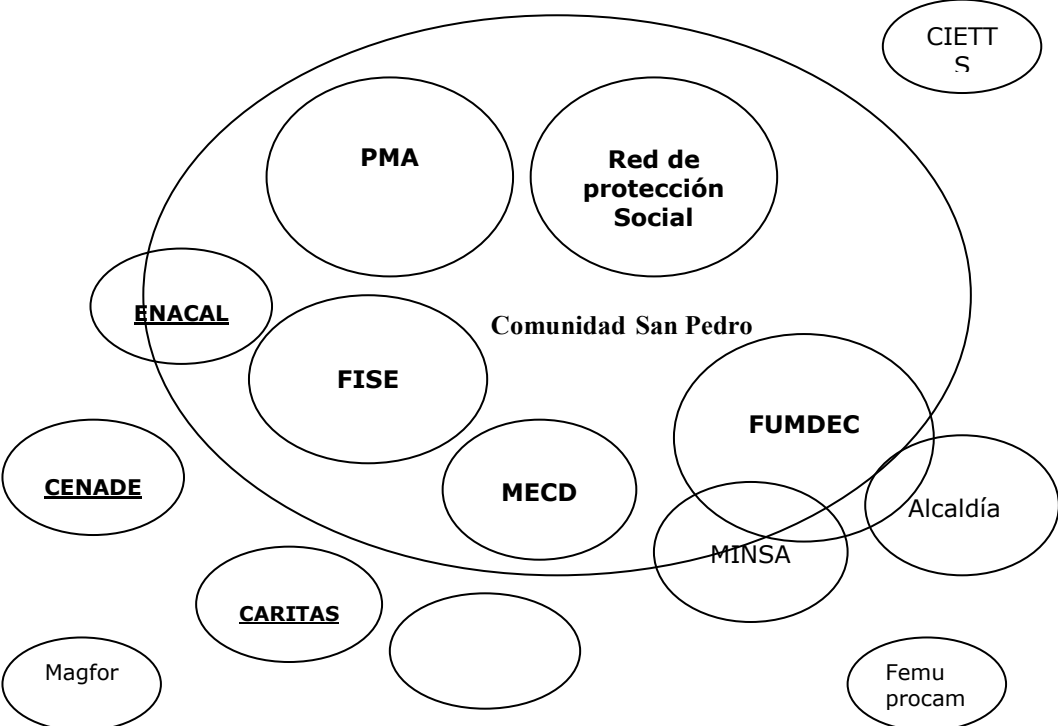 CIETT
S
PMA
Red de
protección
Social
ENACAL
Comunidad San Pedro
FISE
FUMDEC
CENADE
MECD
Alcaldía
MINSA
CARITAS
Magfor
Femu
procam